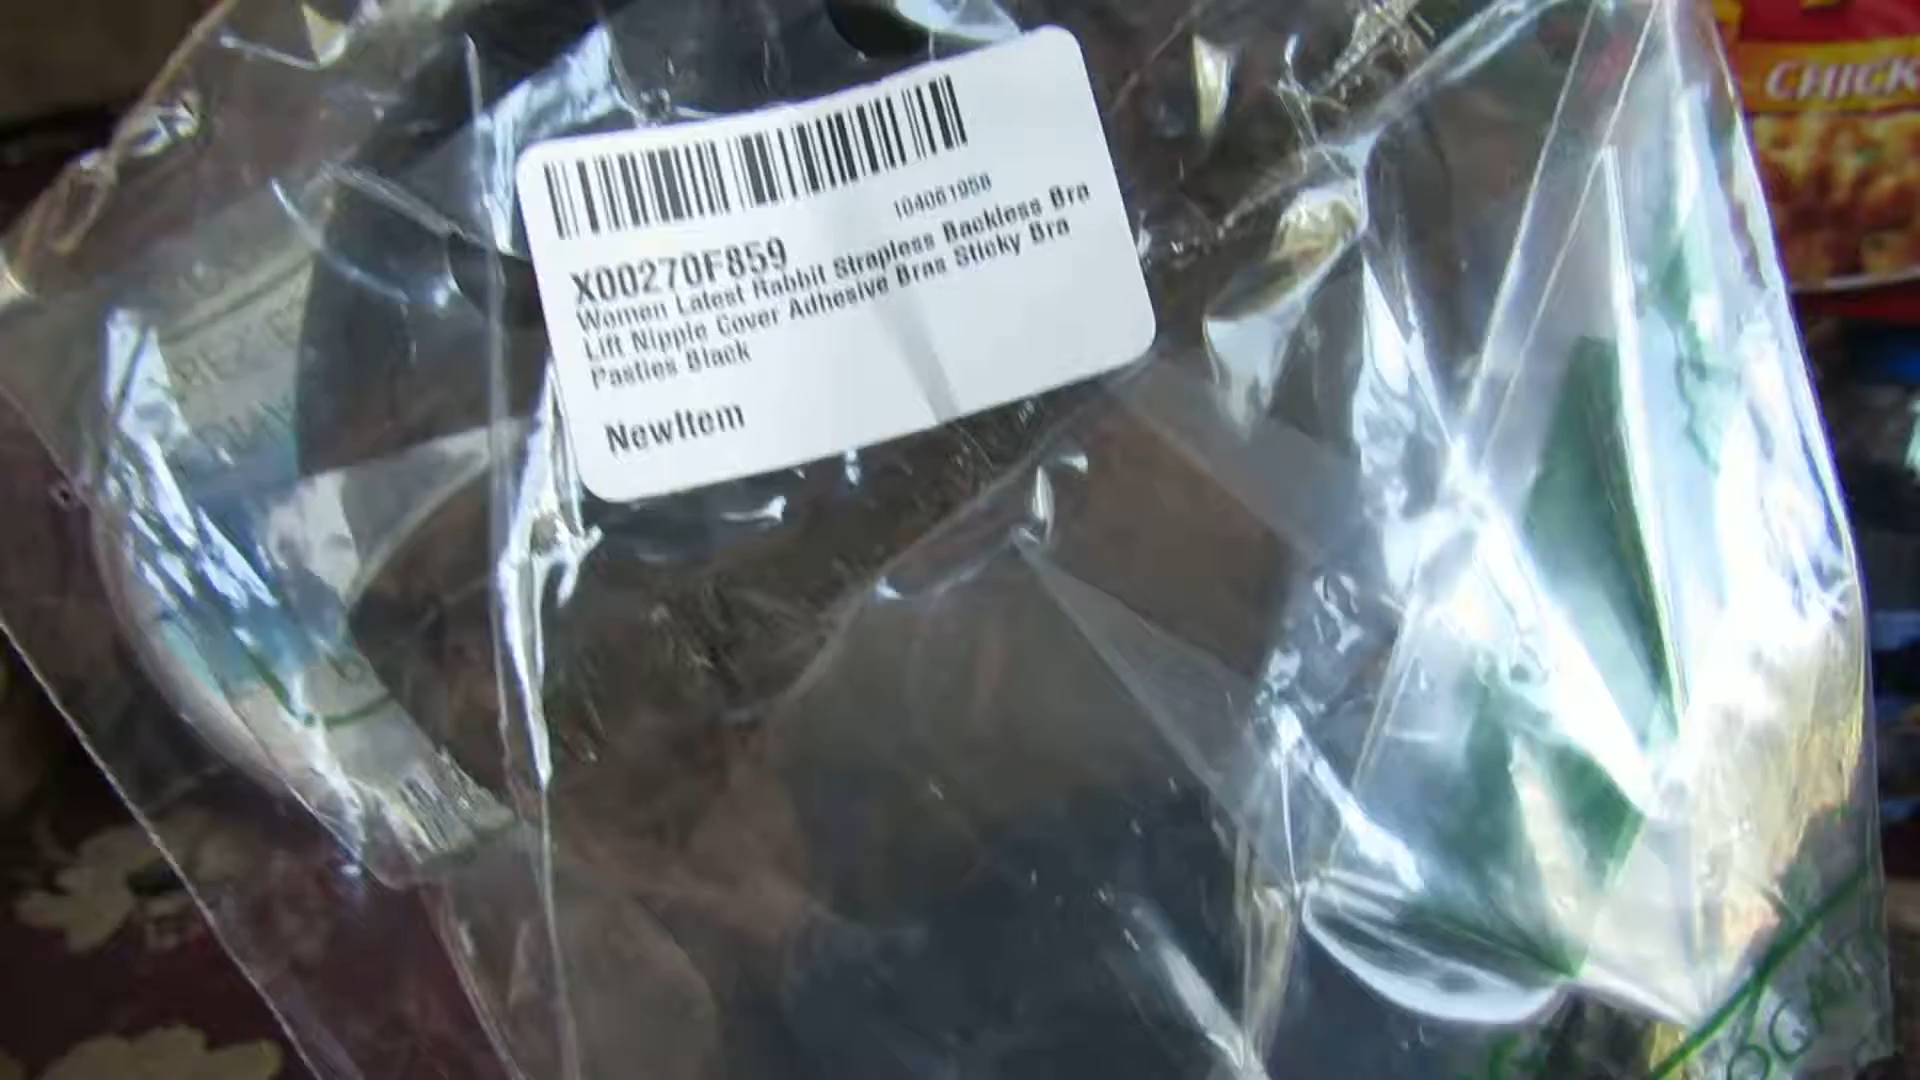 CHICK
104061958
X00270F859
Women Latest Rabbit Strapless Backless Bra
Lift Nipple Cover Adhesive Bras Sticky Bra
Pasties Black
NewItem